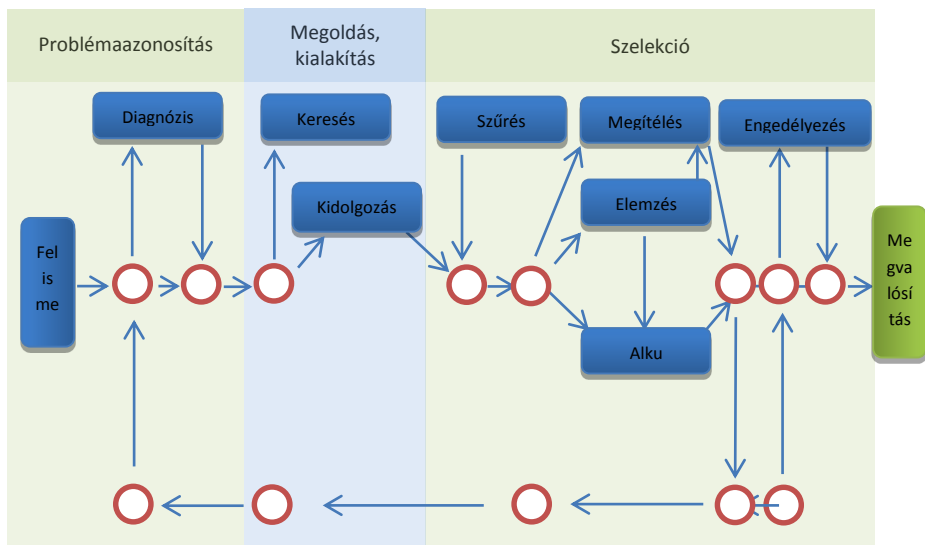 Problémaazonosítás
Megoldás,
kialakítás
Szelekció
Diagnózis
Keresés
Szűrés
Megítélés
Engedélyezés
Kidolgozás
Elemzés
Fel
is
me
Me
gva
lósí
tás
Alku